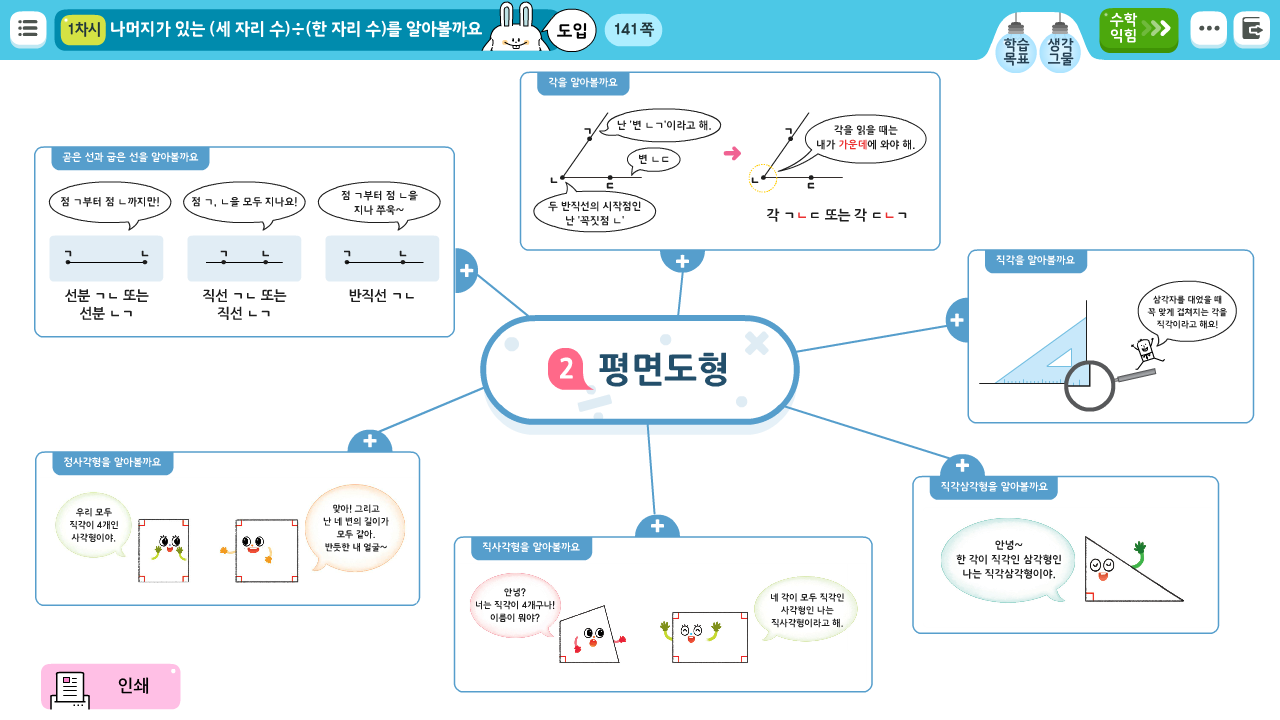 1차시 나머지가 있는 (세 자리 수)÷(한 자리 수)를 알아볼까요
도입
141쪽
학습
목표
생각
그물
수학
익힘
곧은 선과 굽은 선을 알아볼까요
점 ㄱ부터 점 ㄴ까지만!
점 ㄱ, ㄴ을 모두 지나요!
점 ㄱ부터 점 ㄴ을
지나 쭈욱~
ㄱ ㄴ
ㄱ ㄴ
ㄱ ㄴ
선분 ㄱㄴ 또는
선분 ㄴㄱ
직선 ㄱㄴ 또는
직선 ㄴㄱ
반직선 ㄱㄴ
각을 알아볼까요
ㄱ
난 '변 ㄴㄱ'이라고 해.
변 ㄴㄷ
ㄴ
ㄷ
두 반직선의 시작점인
난 '꼭짓점 ㄴ'
ㄱ
각을 읽을 때는
내가 가운데에 와야 해.
ㄴ
ㄷ
각 ㄱㄴㄷ 또는 각 ㄷㄴㄱ
직각을 알아볼까요
삼각자를 대었을 때
꼭 맞게 겹쳐지는 각을
직각이라고 해요!
2 평면도형
정사각형을 알아볼까요
우리 모두
직각이 4개인
사각형이야.
맞아! 그리고
난 네 변의 길이가
모두 같아.
반듯한 내 얼굴~
직사각형을 알아볼까요
안녕?
너는 직각이 4개구나!
이름이 뭐야?
네 각이 모두 직각인
사각형인 나는
직사각형이라고 해.
직각삼각형을 알아볼까요
안녕~
한 각이 직각인 삼각형인
나는 직각삼각형이야.
인쇄